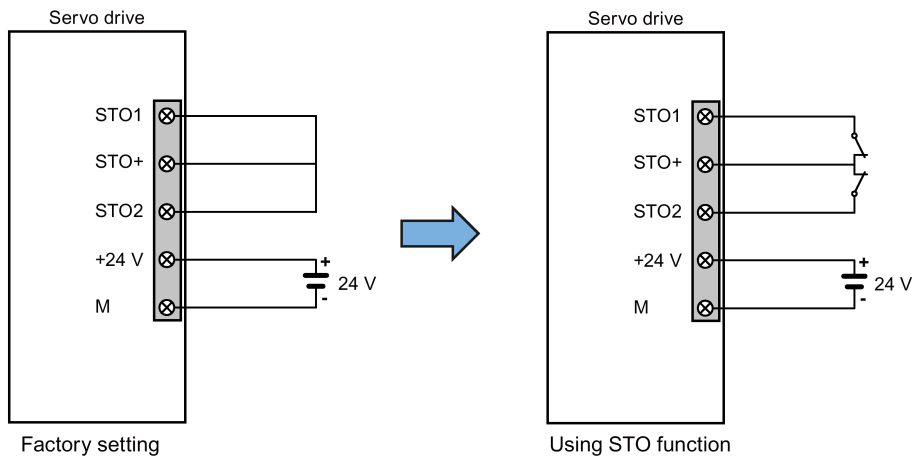 Servo drive
STO1
STO+
STO2
+24 V
M
+
24 V
-
Factory setting
Servo drive
STO1
STO+
STO2
+24 V
M
+
24 V
-
Using STO function